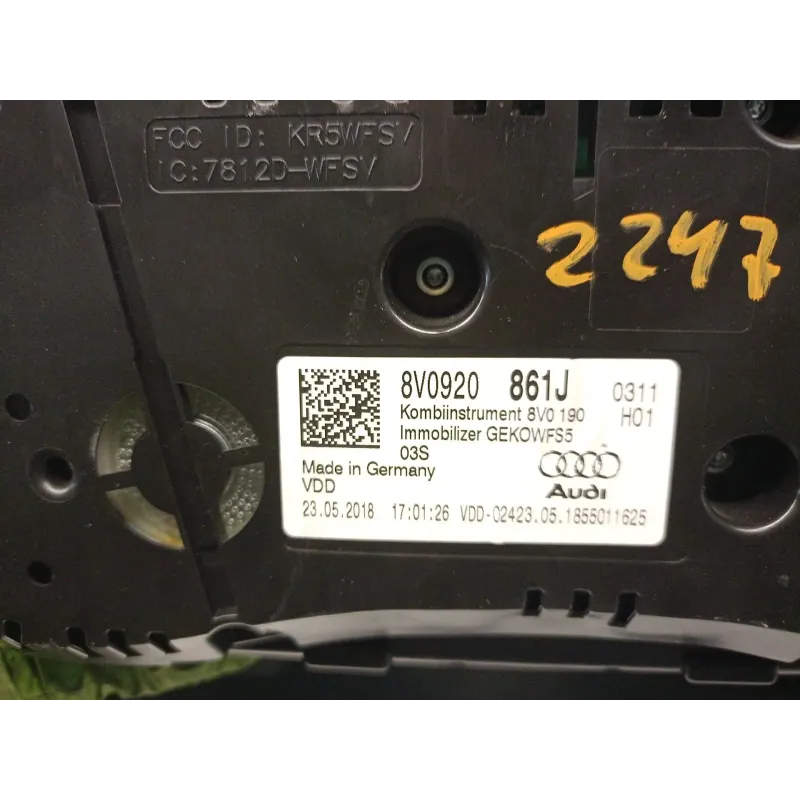 FCC ID: KR5WFSV
IC:7812D-WFSV
2247
8V0920 861J 0311
Kombiinstrument 8V0 190 H01
Immobilizer GEKOWFS5
03S
Made in Germany
VDD
Audi
23.05.2018 17:01:26 VDD-02423.05.1855011625